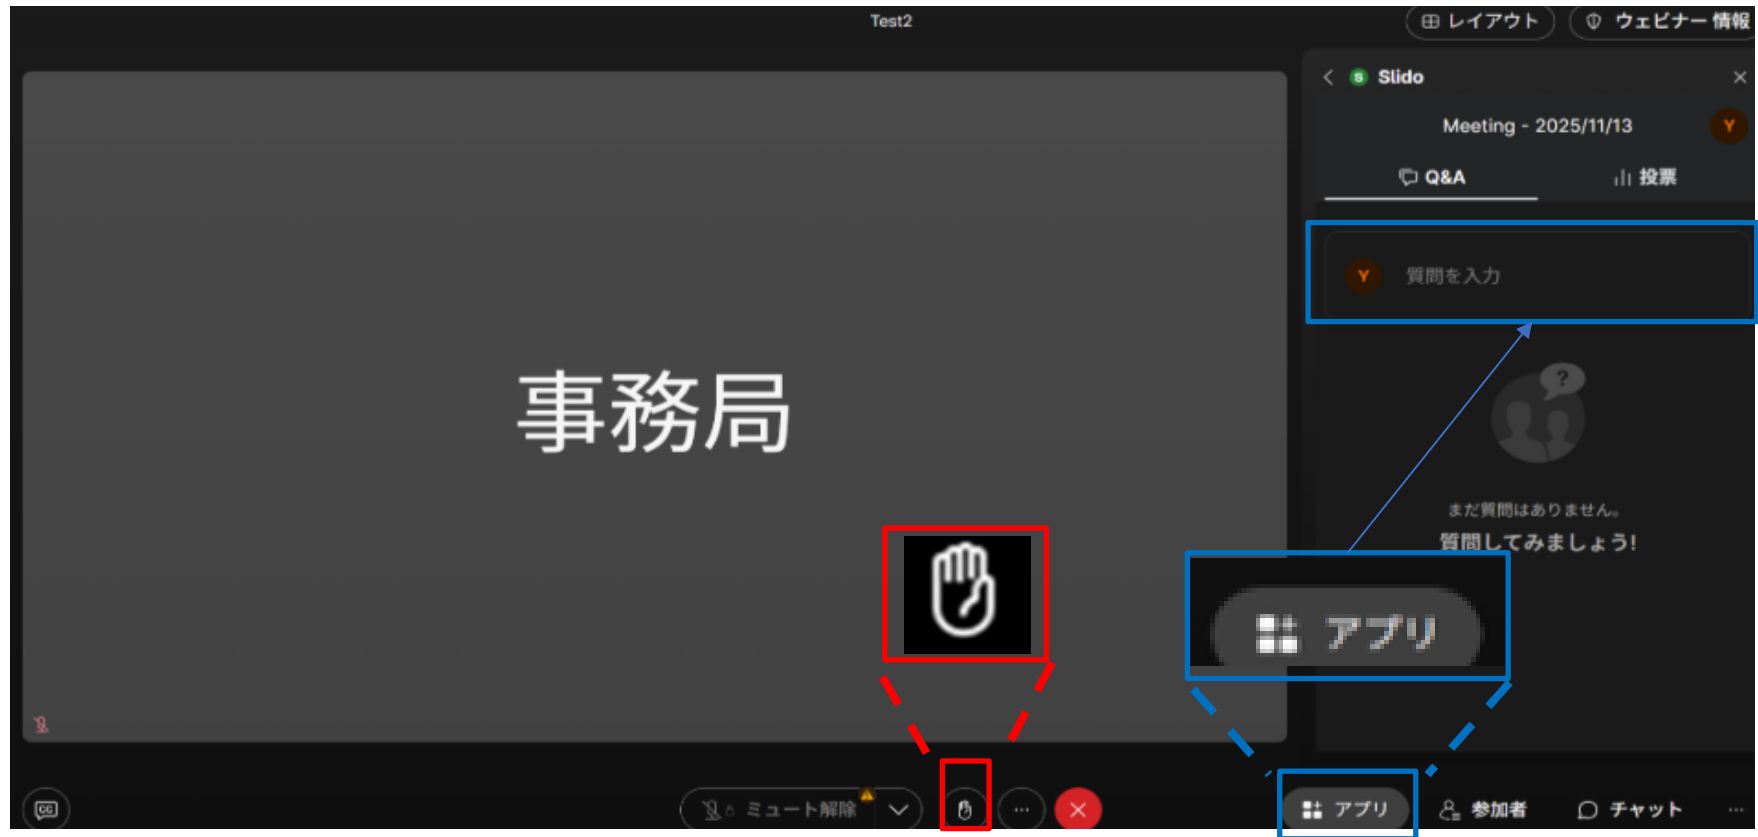 Test2
レイアウト
ウェビナー 情報
S Slido
Meeting - 2025/11/13
Y
Q&A
投票
Y 質問を入力
?
まだ質問はありません。
質問してみましょう!
事務局
アプリ
CC
ミュート解除
アプリ
参加者
チャット